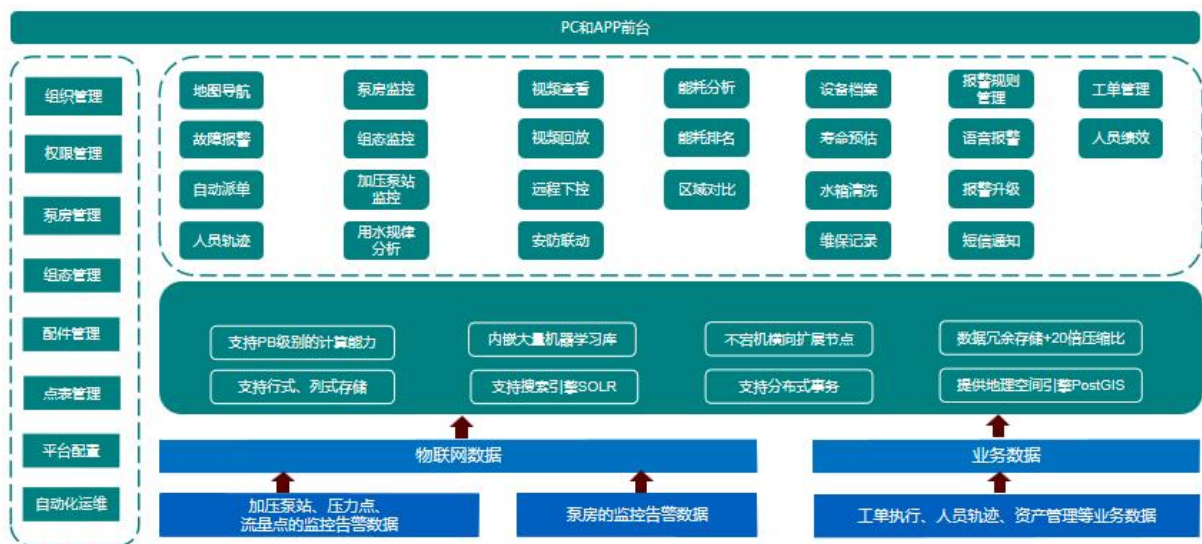 PC和APP前台
组织管理
权限管理
泵房管理
组态管理
配件管理
点表管理
平台配置
自动化运维
地图导航
泵房监控
视频查看
能耗分析
设备档案
报警规则
管理
工单管理
故障报警
组态监控
视频回放
能耗排名
寿命预估
语音报警
人员绩效
自动派单
加压泵站
监控
远程下控
区域对比
水箱清洗
报警升级
人员轨迹
用水规律
分析
安防联动
维保记录
短信通知
支持PB级别的计算能力
内嵌大量机器学习库
不宕机横向扩展节点
数据冗余存储+20倍压缩比
支持行式、列式存储
支持搜索引擎SOLR
支持分布式事务
提供地理空间引擎PostGIS
物联网数据
业务数据
加压泵站、压力点、
流量点的监控告警数据
泵房的监控告警数据
工单执行、人员轨迹、资产管理等业务数据